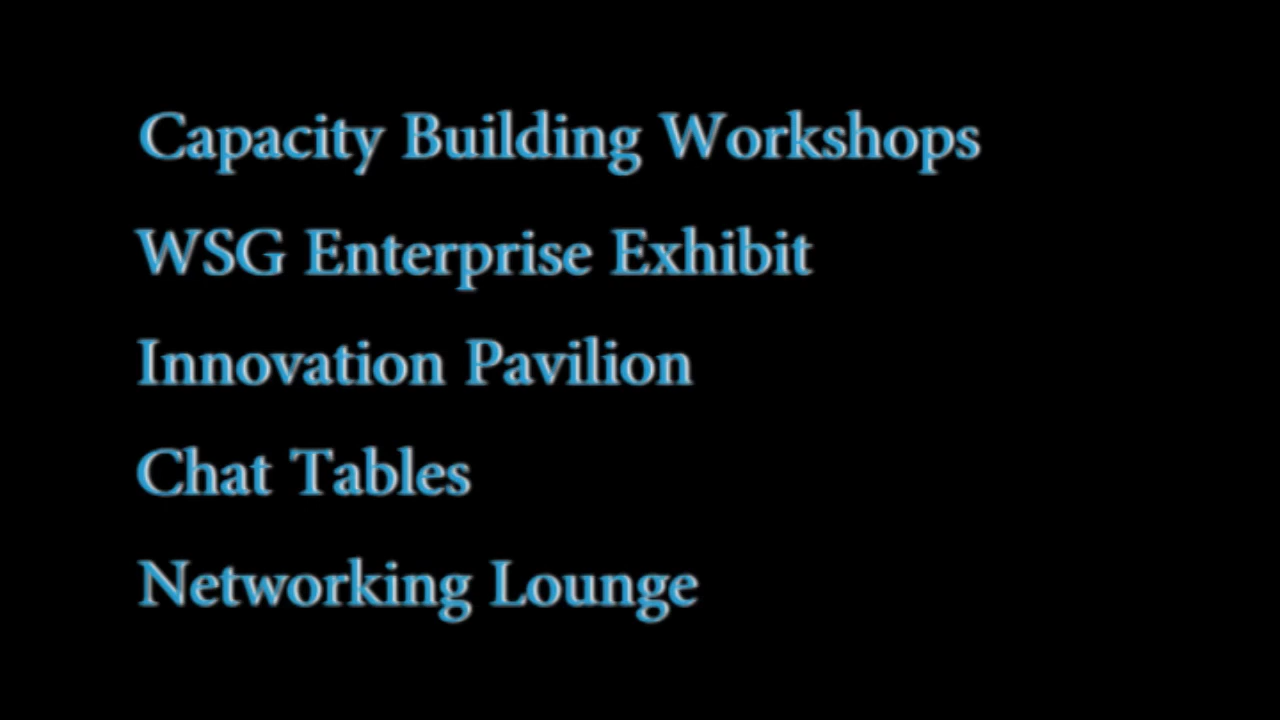 Capacity Building Workshops
WSG Enterprise Exhibit
Innovation Pavilion
Chat Tables
Networking Lounge